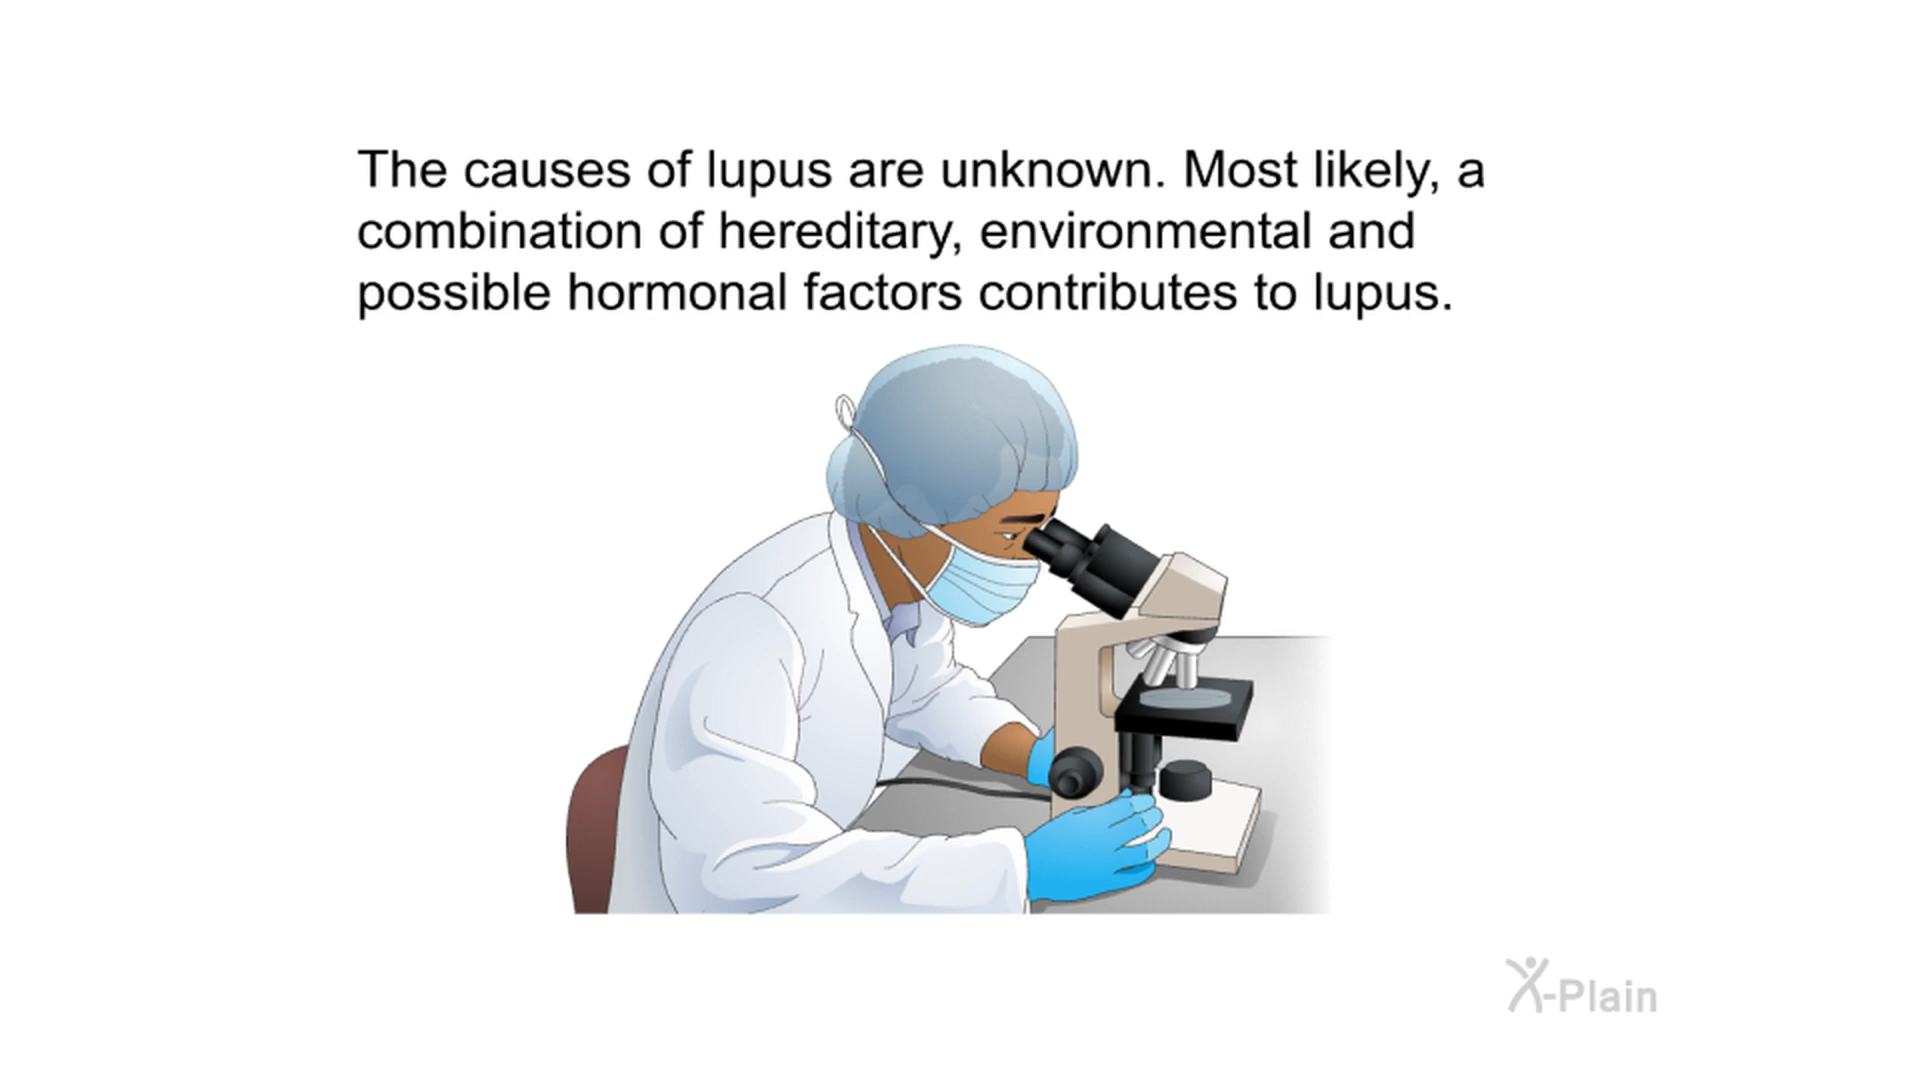 The causes of lupus are unknown. Most likely, a
combination of hereditary, environmental and
possible hormonal factors contributes to lupus.
X-Plain